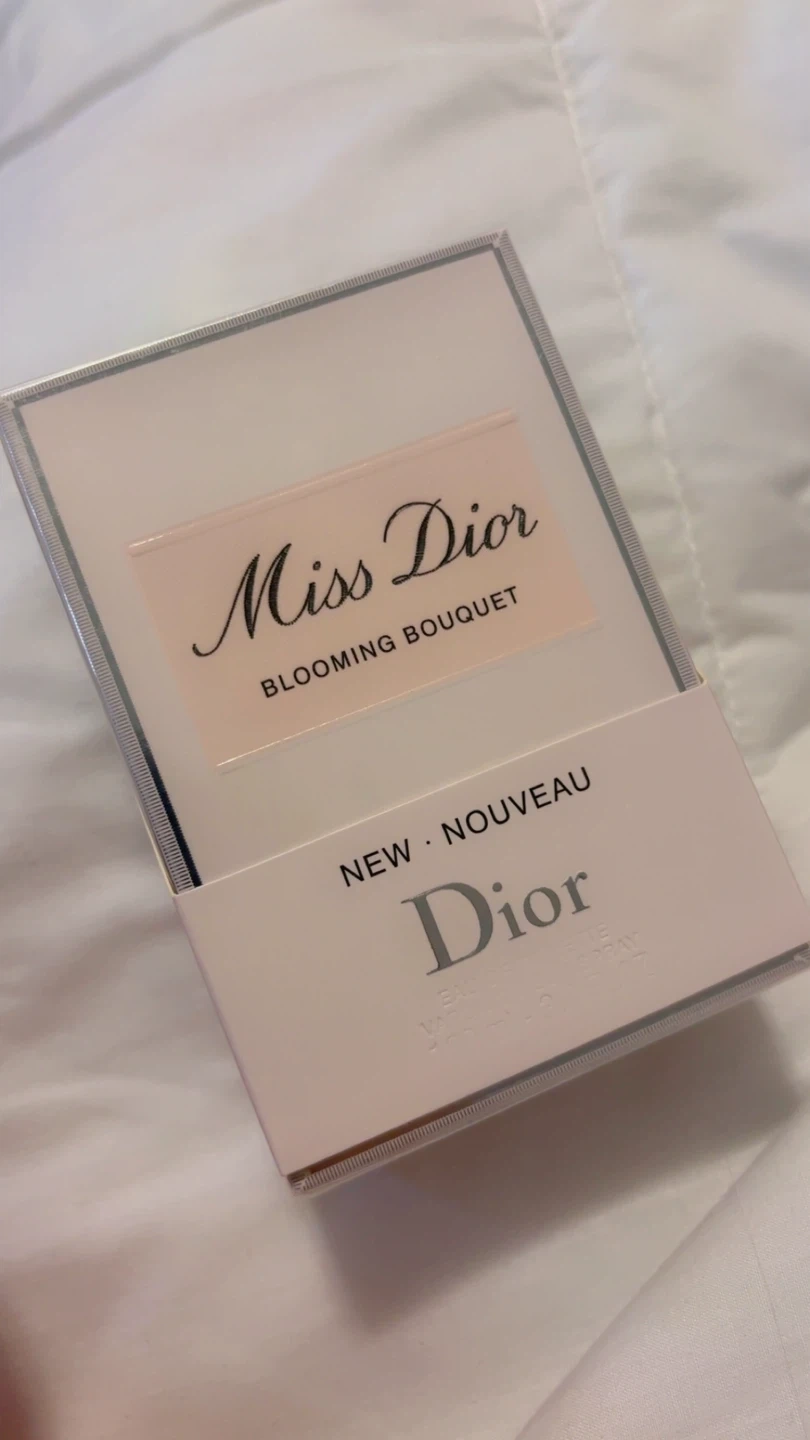 Miss Dior
BLOOMING BOUQUET
NEW · NOUVEAU
Dior